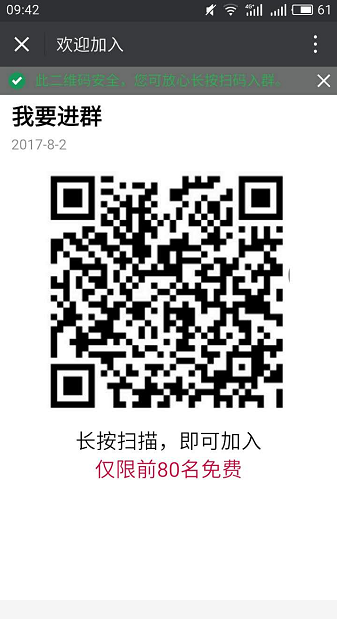 09:42
4G
61
欢迎加入
此二维码安全，您可放心长按扫码入群。
我要进群
2017-8-2
长按扫描，即可加入
仅限前80名免费